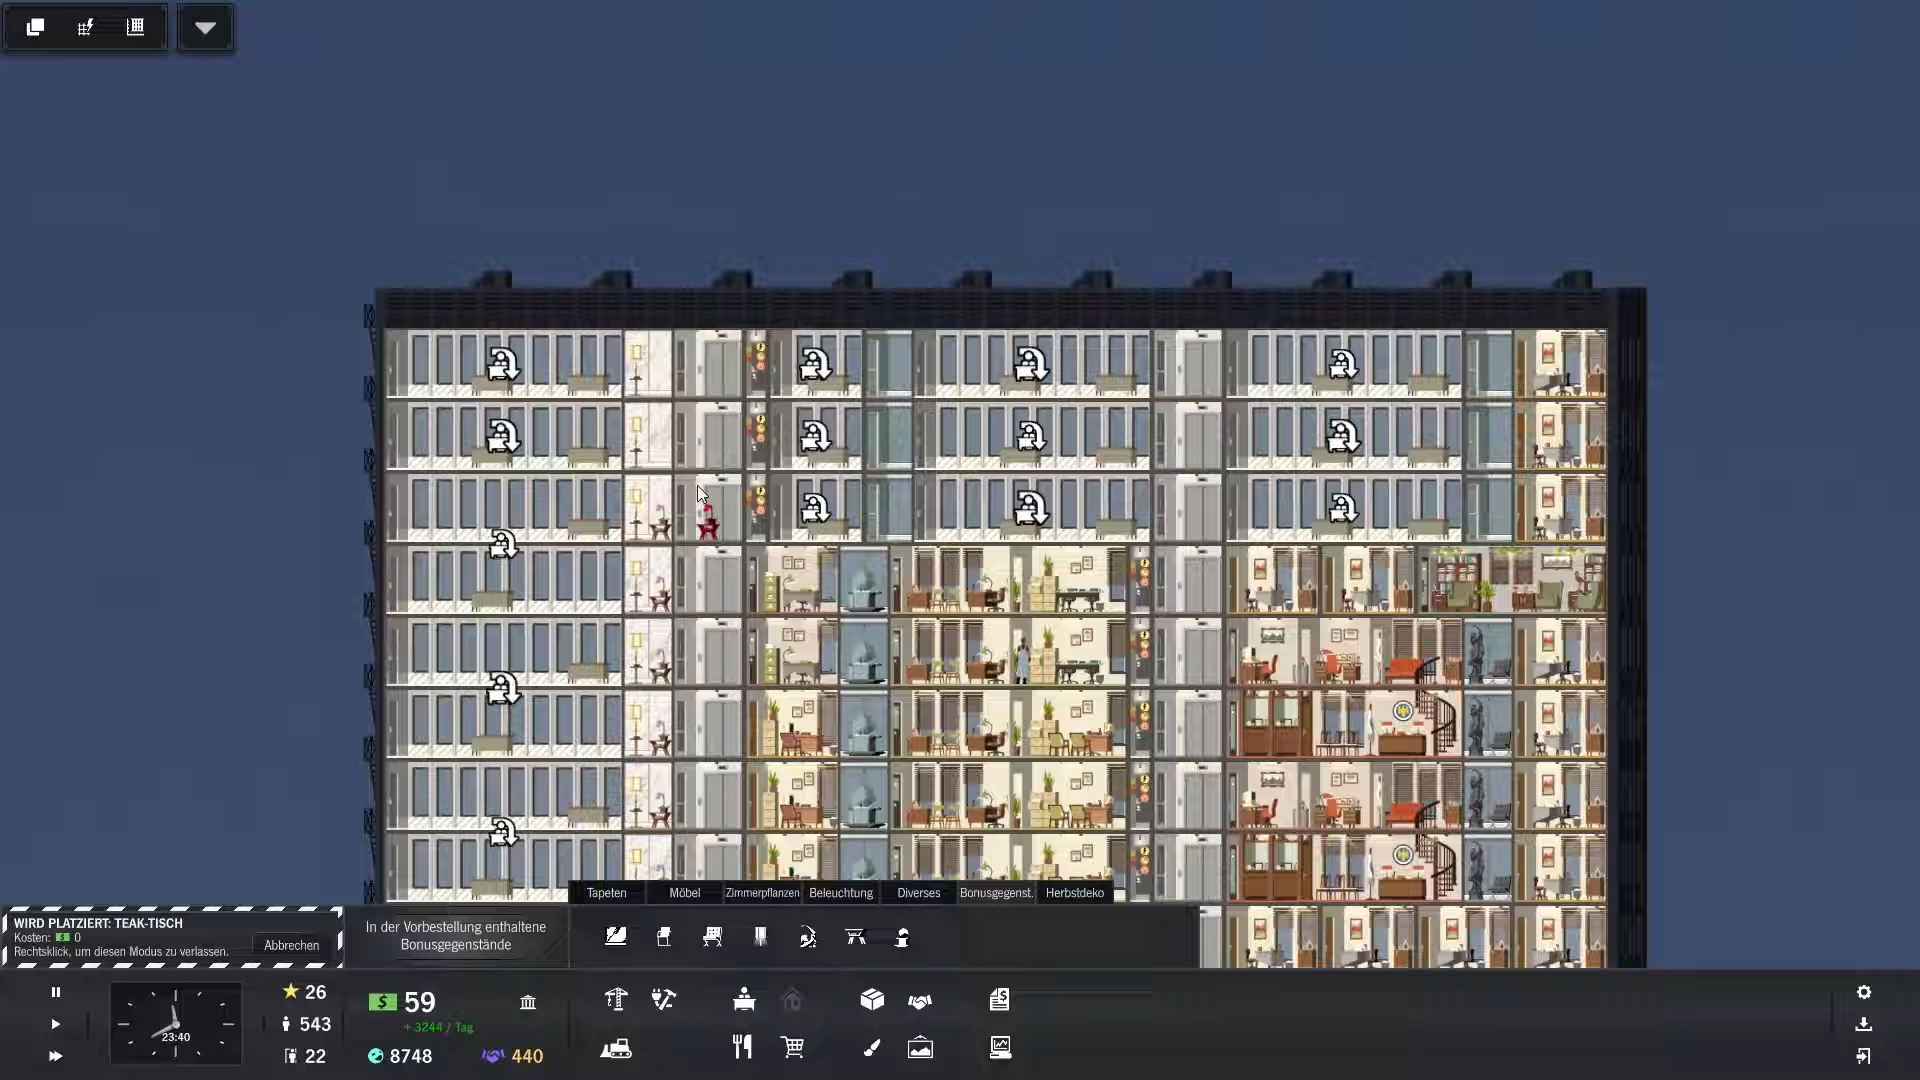 Tapeten
Möbel
Zimmerpflanzen
Beleuchtung
Diverses
Bonusgegenst.
Herbstdeko
WIRD PLATZIERT: TEAK-TISCH
Kosten: $ 0
Rechtsklick, um diesen Modus zu verlassen.
Abbrechen
In der Vorbestellung enthaltene
Bonusgegenstände
23:40
26
543
22
$ 59
+ 3244 / Tag
8748
440